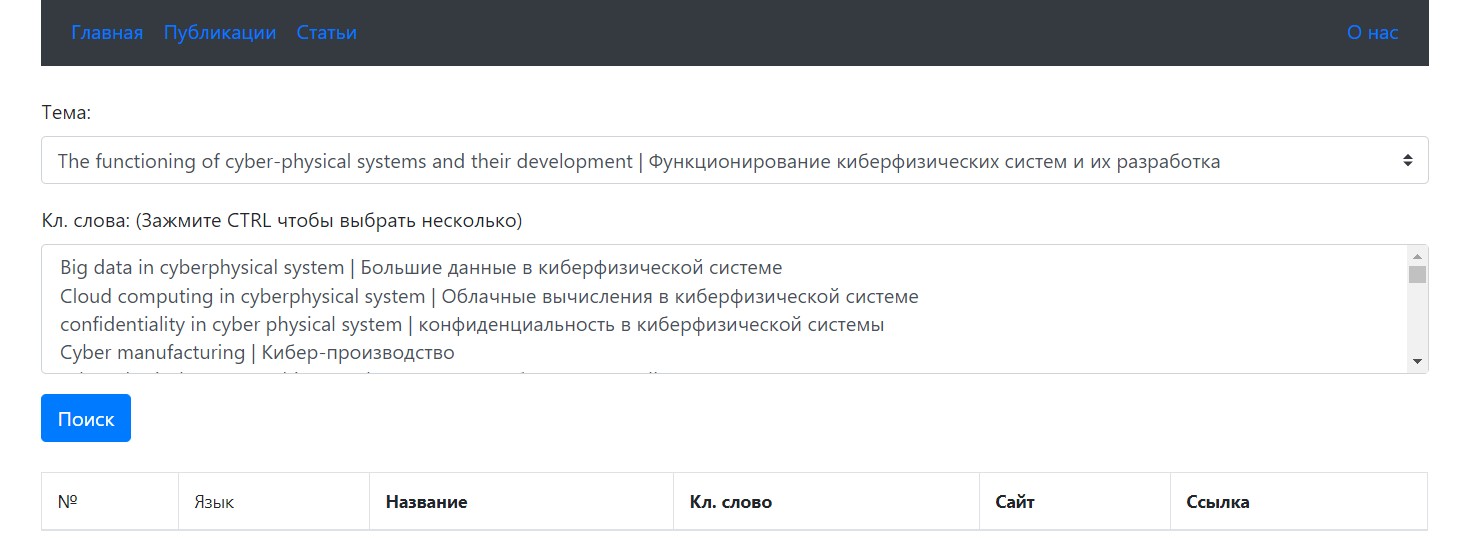 Главная Публикации Статьи О нас
Тема:
The functioning of cyber-physical systems and their development | Функционирование киберфизических систем и их разработка
Кл. слова: (Зажмите CTRL чтобы выбрать несколько)
Big data in cyberphysical system | Большие данные в киберфизической системе
Cloud computing in cyberphysical system | Облачные вычисления в киберфизической системе
confidentiality in cyber physical system | конфиденциальность в киберфизической системы
Cyber manufacturing | Кибер-производство
Поиск
№ Язык Название Кл. слово Сайт Ссылка